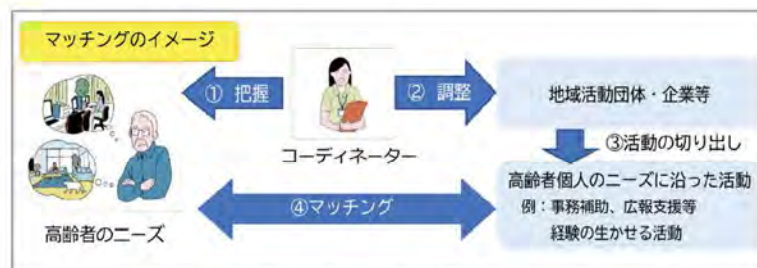 マッチングのイメージ
① 把握
② 調整
コーディネーター
地域活動団体・企業等
③活動の切り出し
高齢者個人のニーズに沿った活動
例：事務補助、広報支援等
経験の生かせる活動
④マッチング
高齢者のニーズ